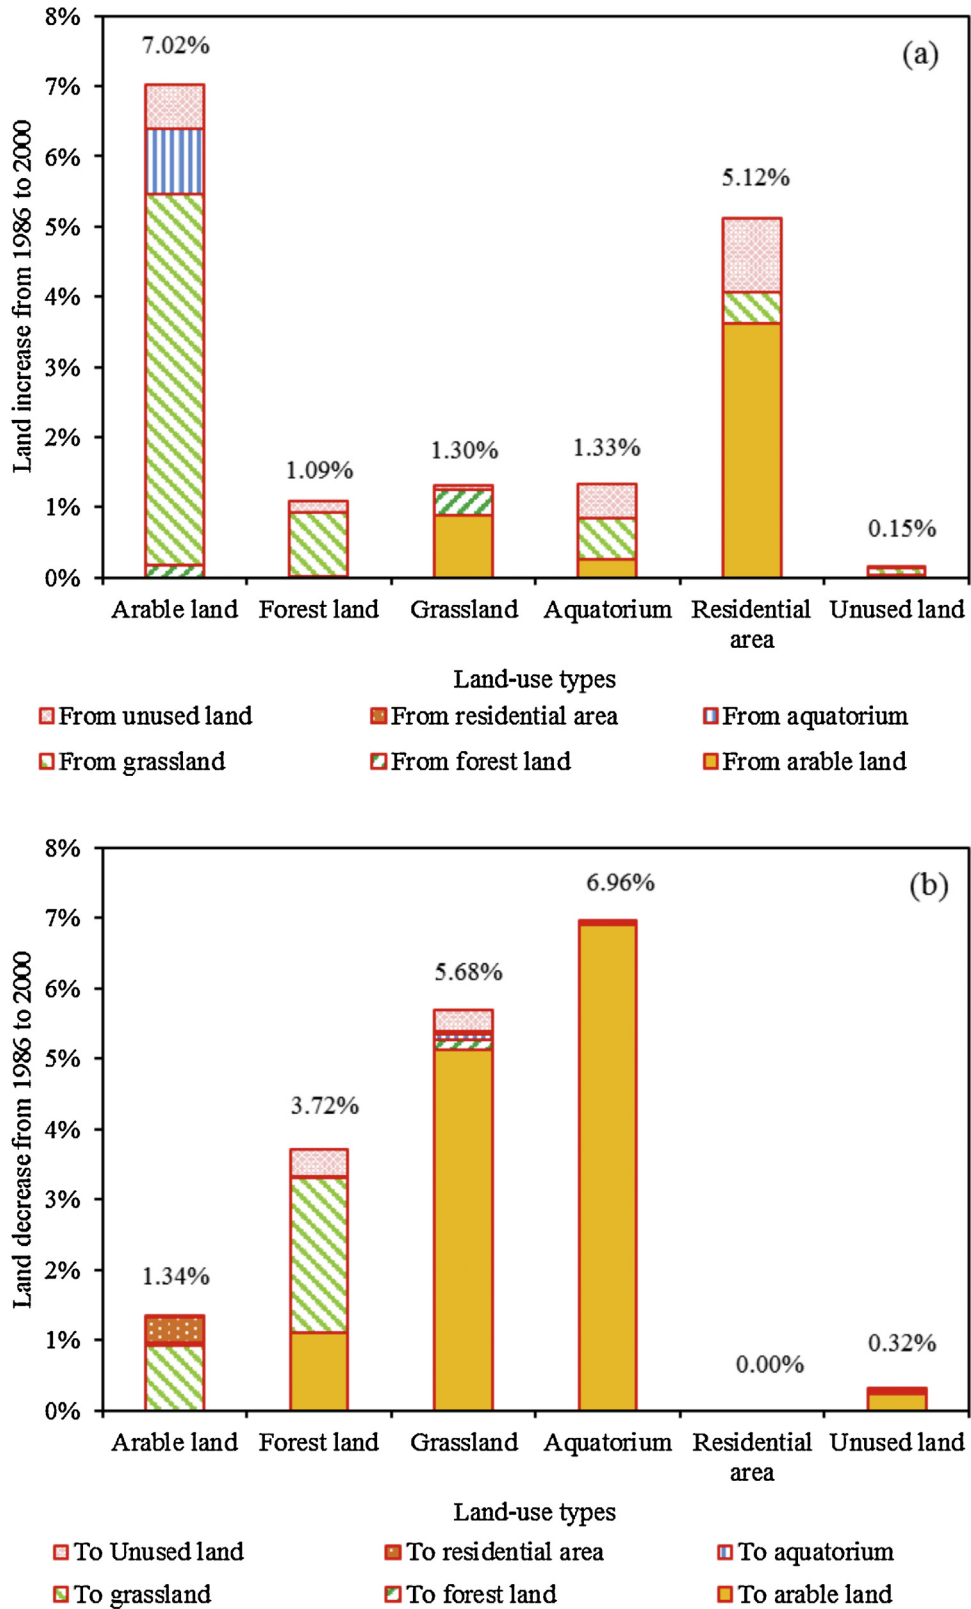 8%
7%
6%
5%
4%
3%
2%
1%
0%
Land increase from 1986 to 2000
(a)
7.02%
1.09%
1.30%
1.33%
5.12%
0.15%
Arable land Forest land Grassland Aquatorium Residential area Unused land
Land-use types
From unused land From residential area From aquatorium
From grassland From forest land From arable land
8%
7%
6%
5%
4%
3%
2%
1%
0%
Land decrease from 1986 to 2000
(b)
1.34%
3.72%
5.68%
6.96%
0.00%
0.32%
Arable land Forest land Grassland Aquatorium Residential area Unused land
Land-use types
To Unused land To residential area To aquatorium
To grassland To forest land To arable land